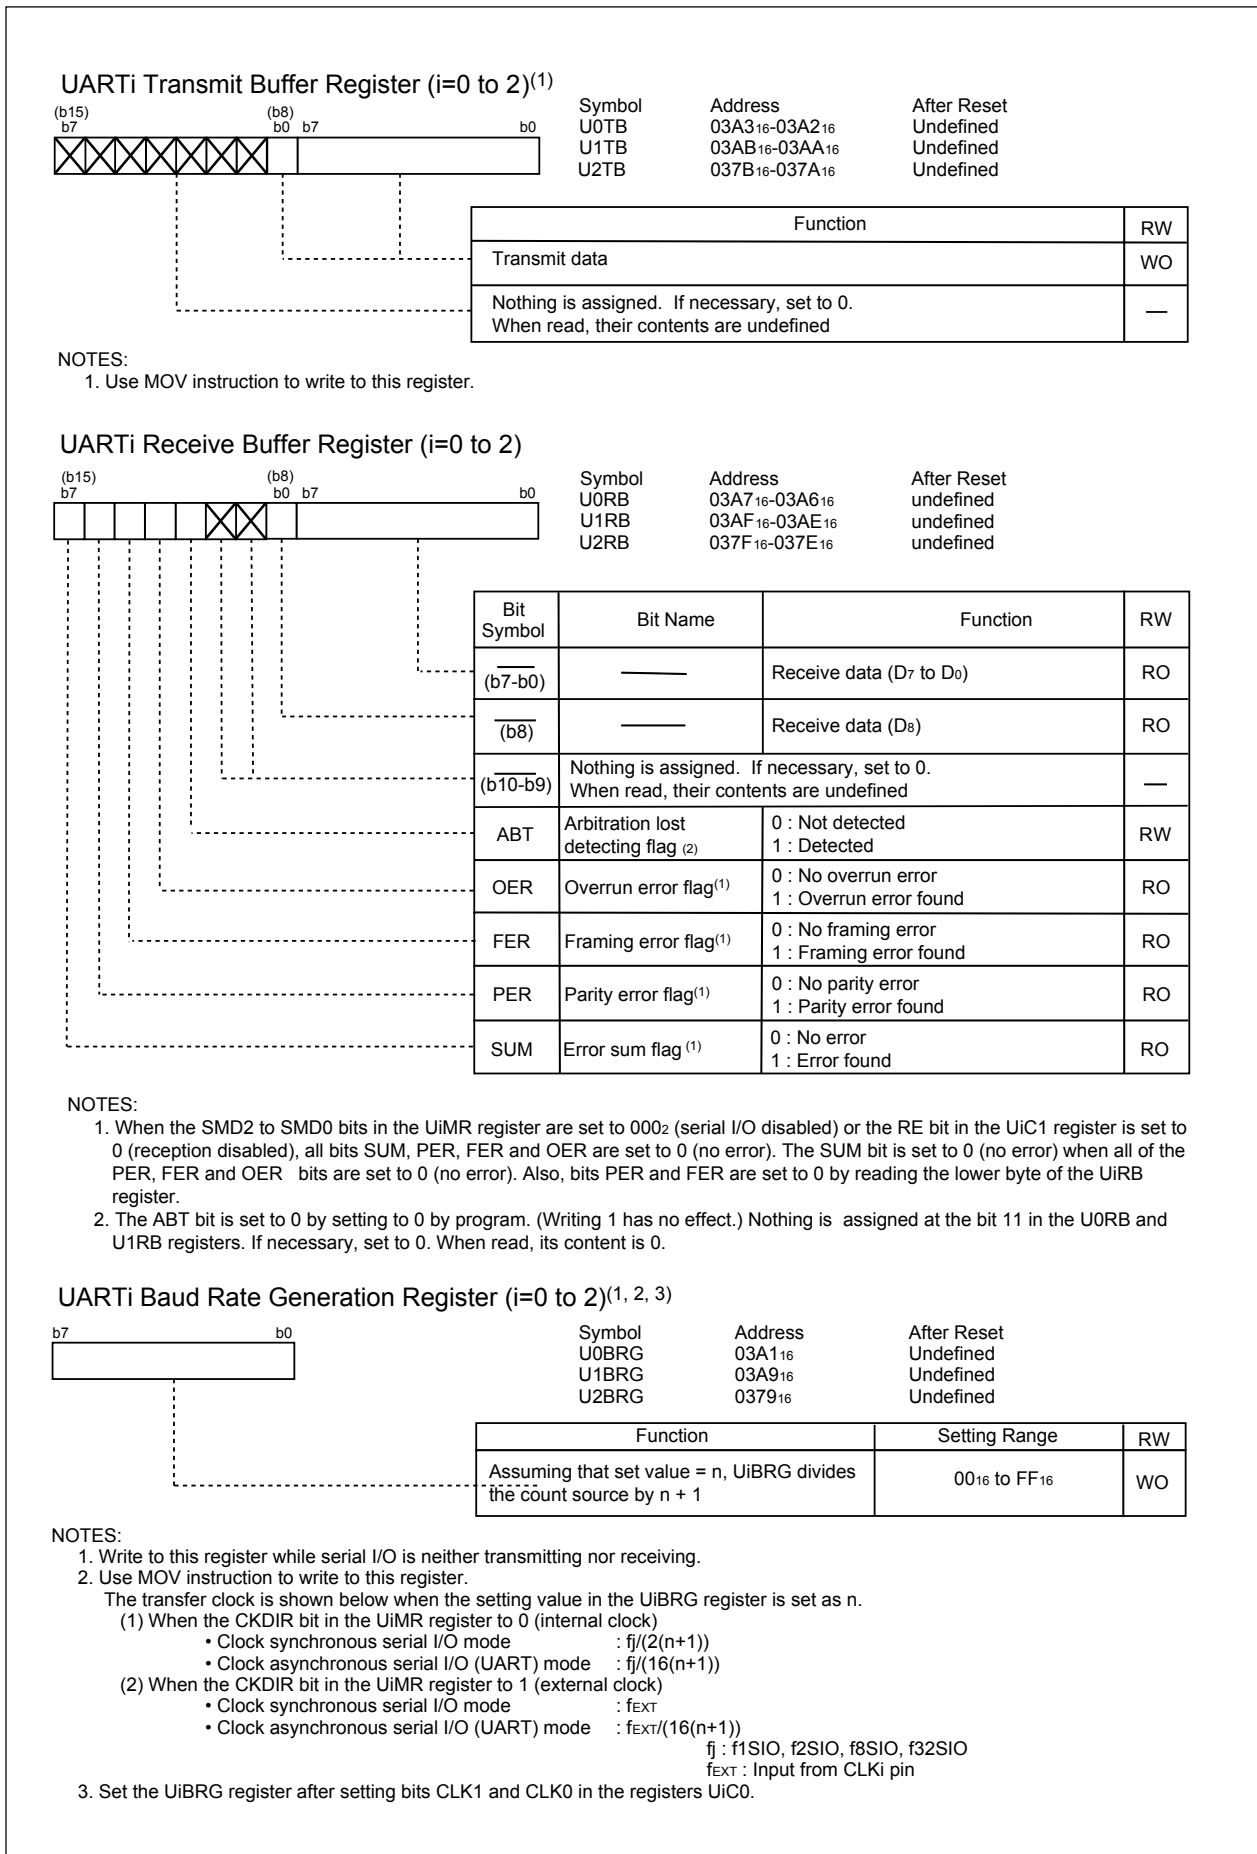 UARTi Transmit Buffer Register (i=0 to 2)(1)
(b15) (b8)
b7 b0 b7 b0
Symbol Address After Reset
U0TB 03A316-03A216 Undefined
U1TB 03AB16-03AA16 Undefined
U2TB 037B16-037A16 Undefined
Function RW
Transmit data WO
Nothing is assigned. If necessary, set to 0.
When read, their contents are undefined —
NOTES:
1. Use MOV instruction to write to this register.
UARTi Receive Buffer Register (i=0 to 2)
(b15) (b8)
b7 b0 b7 b0
Symbol Address After Reset
U0RB 03A716-03A616 undefined
U1RB 03AF16-03AE16 undefined
U2RB 037F16-037E16 undefined
Bit
Symbol Bit Name Function RW
(b7-b0) — Receive data (D7 to D0) RO
(b8) — Receive data (D8) RO
(b10-b9) Nothing is assigned. If necessary, set to 0.
When read, their contents are undefined —
ABT Arbitration lost
detecting flag (2) 0 : Not detected
1 : Detected RW
OER Overrun error flag(1) 0 : No overrun error
1 : Overrun error found RO
FER Framing error flag(1) 0 : No framing error
1 : Framing error found RO
PER Parity error flag(1) 0 : No parity error
1 : Parity error found RO
SUM Error sum flag (1) 0 : No error
1 : Error found RO
NOTES:
1. When the SMD2 to SMD0 bits in the UiMR register are set to 0002 (serial I/O disabled) or the RE bit in the UiC1 register is set to
0 (reception disabled), all bits SUM, PER, FER and OER are set to 0 (no error). The SUM bit is set to 0 (no error) when all of the
PER, FER and OER bits are set to 0 (no error). Also, bits PER and FER are set to 0 by reading the lower byte of the UiRB
register.
2. The ABT bit is set to 0 by setting to 0 by program. (Writing 1 has no effect.) Nothing is assigned at the bit 11 in the U0RB and
U1RB registers. If necessary, set to 0. When read, its content is 0.
UARTi Baud Rate Generation Register (i=0 to 2)(1, 2, 3)
b7 b0
Symbol Address After Reset
U0BRG 03A116 Undefined
U1BRG 03A916 Undefined
U2BRG 037916 Undefined
Function Setting Range RW
Assuming that set value = n, UiBRG divides
the count source by n + 1 0016 to FF16 WO
NOTES:
1. Write to this register while serial I/O is neither transmitting nor receiving.
2. Use MOV instruction to write to this register.
The transfer clock is shown below when the setting value in the UiBRG register is set as n.
(1) When the CKDIR bit in the UiMR register to 0 (internal clock)
• Clock synchronous serial I/O mode : fj/(2(n+1))
• Clock asynchronous serial I/O (UART) mode : fj/(16(n+1))
(2) When the CKDIR bit in the UiMR register to 1 (external clock)
• Clock synchronous serial I/O mode : fEXT
• Clock asynchronous serial I/O (UART) mode : fEXT/(16(n+1))
fj : f1SIO, f2SIO, f8SIO, f32SIO
fEXT : Input from CLKi pin
3. Set the UiBRG register after setting bits CLK1 and CLK0 in the registers UiC0.